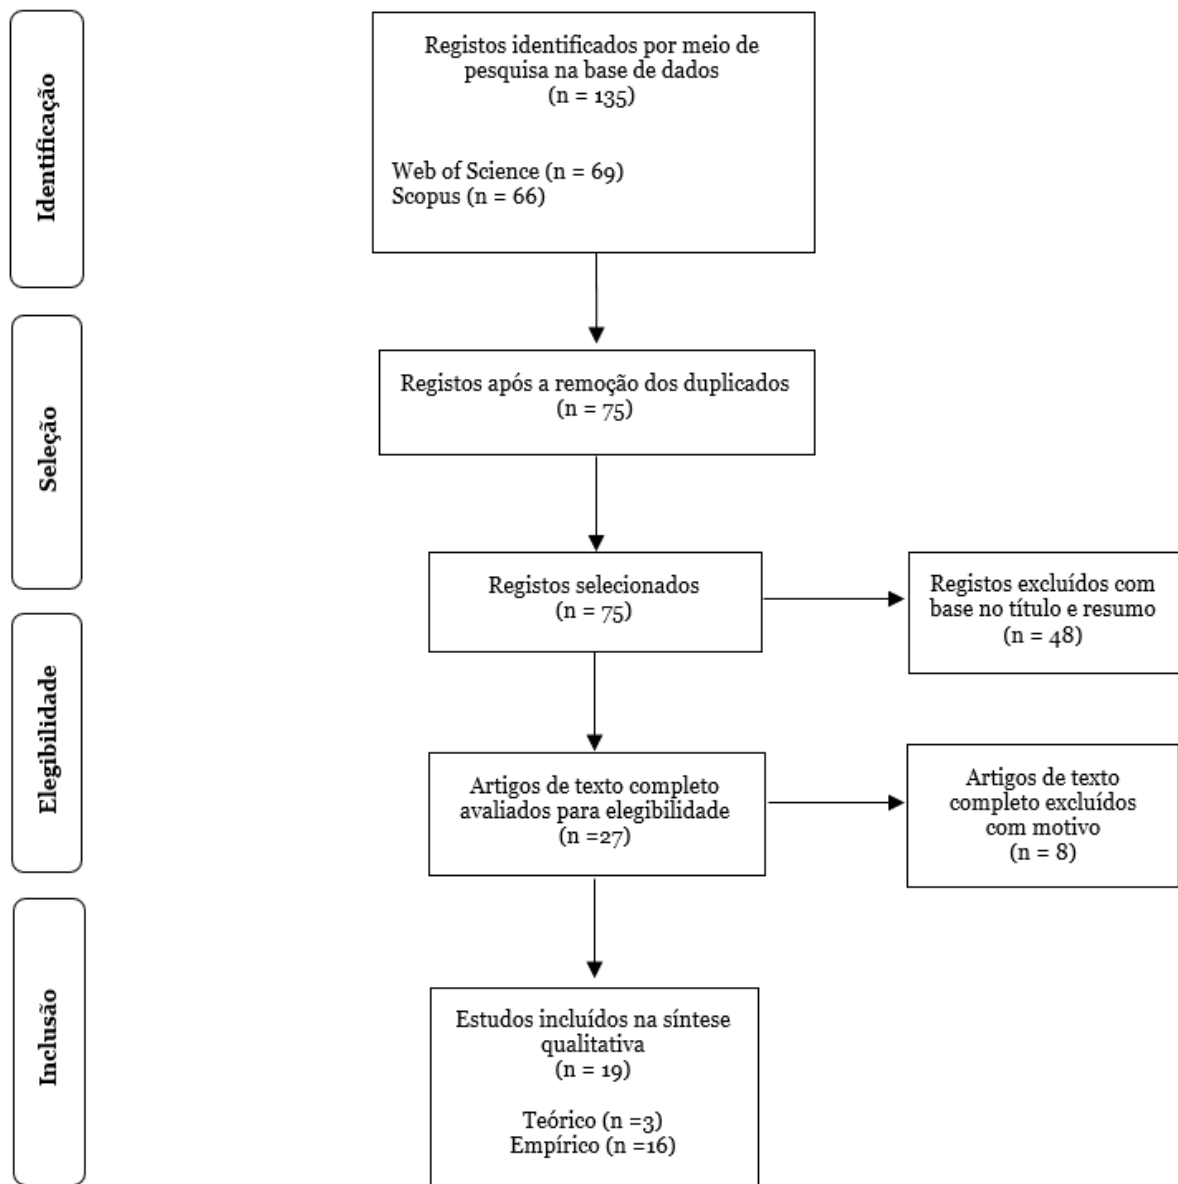 Identificação
Registos identificados por meio de
pesquisa na base de dados
(n = 135)
Web of Science (n = 69)
Scopus (n = 66)
Seleção
Registos após a remoção dos duplicados
(n = 75)
Registos selecionados
(n = 75)
Registos excluídos com
base no título e resumo
(n = 48)
Elegibilidade
Artigos de texto completo
avaliados para elegibilidade
(n =27)
Artigos de texto
completo excluídos
com motivo
(n = 8)
Inclusão
Estudos incluídos na síntese
qualitativa
(n = 19)
Teórico (n =3)
Empírico (n =16)